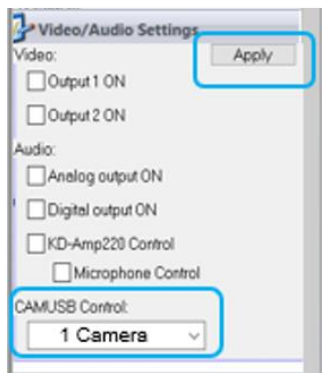 Video/Audio Settings
Video:
Apply
Output 1 ON
Output 2 ON
Audio:
Analog output ON
Digital output ON
KD-Amp220 Control
Microphone Control
CAMUSB Control:
1 Camera